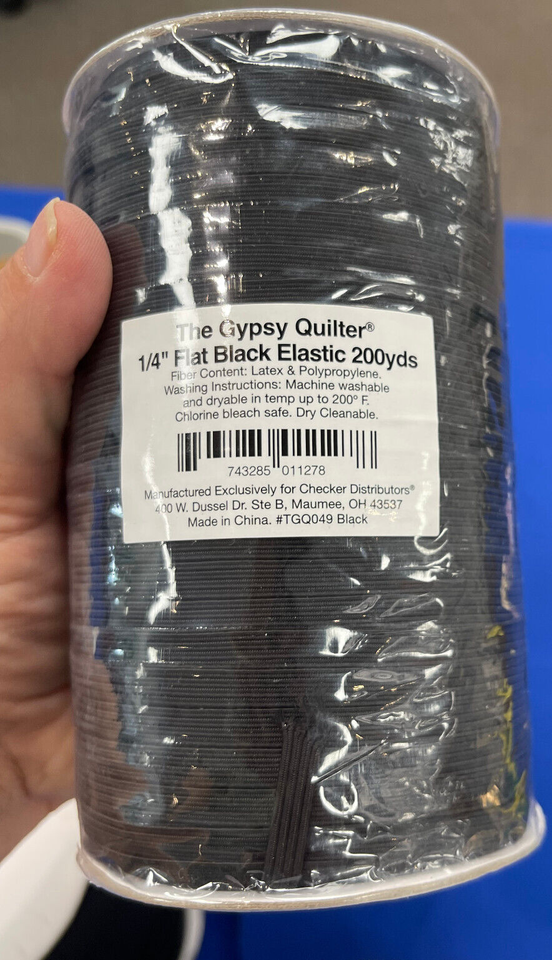 The Gypsy Quilter®
1/4" Flat Black Elastic 200yds
Fiber Content: Latex & Polypropylene.
Washing Instructions: Machine washable
and dryable in temp up to 200° F.
Chlorine bleach safe. Dry Cleanable.
743285 011278
Manufactured Exclusively for Checker Distributors®
400 W. Dussel Dr. Ste B, Maumee, OH 43537
Made in China. #TGQ049 Black